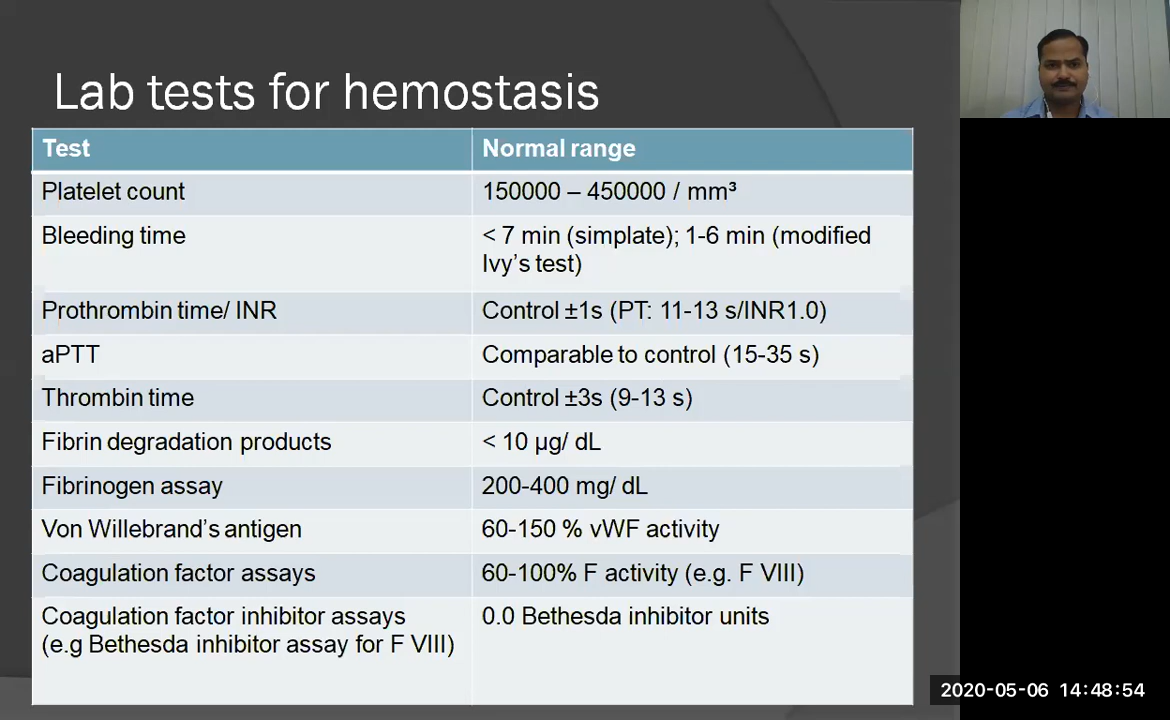 Lab tests for hemostasis
Test Normal range
Platelet count 150000 – 450000 / mm³
Bleeding time < 7 min (simplate); 1-6 min (modified
Ivy’s test)
Prothrombin time/ INR Control ±1s (PT: 11-13 s/INR1.0)
aPTT Comparable to control (15-35 s)
Thrombin time Control ±3s (9-13 s)
Fibrin degradation products < 10 µg/ dL
Fibrinogen assay 200-400 mg/ dL
Von Willebrand’s antigen 60-150 % vWF activity
Coagulation factor assays 60-100% F activity (e.g. F VIII)
Coagulation factor inhibitor assays 0.0 Bethesda inhibitor units
(e.g Bethesda inhibitor assay for F VIII)
2020-05-06 14:48:54